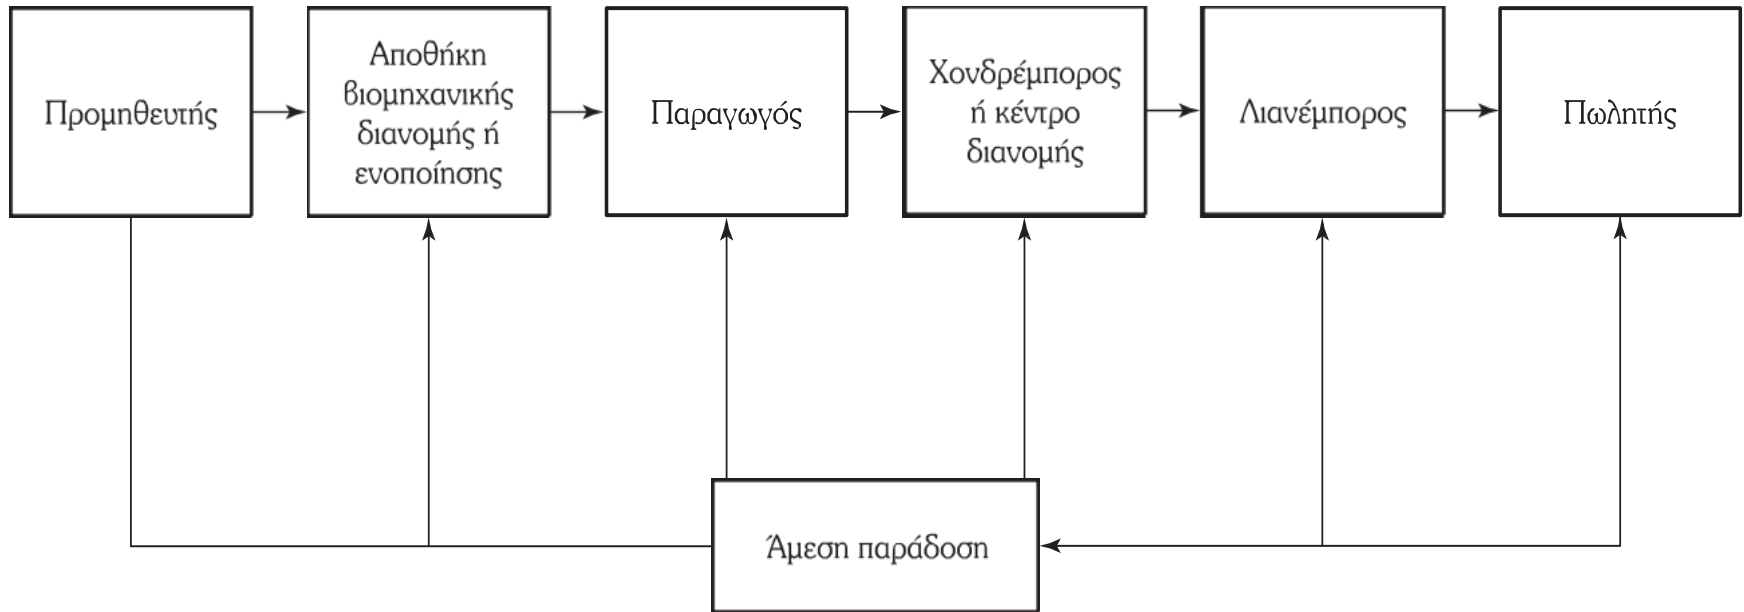 Προμηθευτής
Αποθήκη
βιομηχανικής
διανομής ή
ενοποίησης
Παραγωγός
Χονδρέμπορος
ή κέντρο
διανομής
Λιανέμπορος
Πωλητής
Άμεση παράδοση